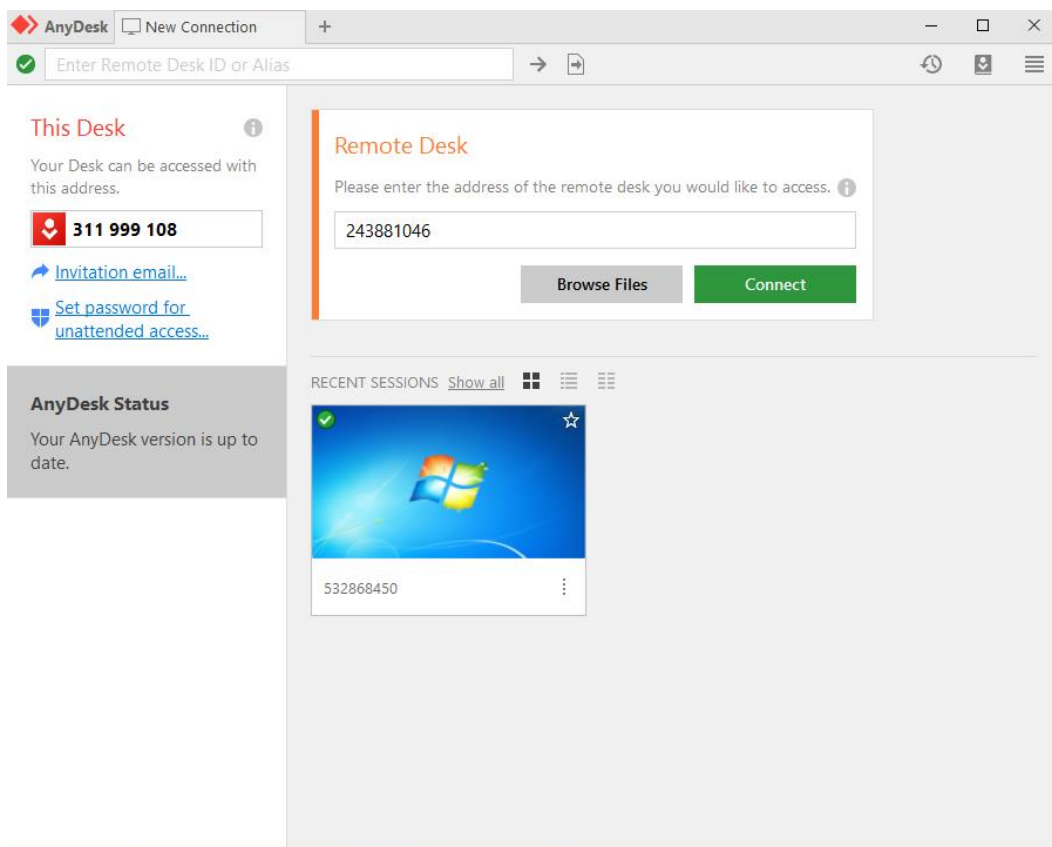 AnyDesk New Connection +
Enter Remote Desk ID or Alias
This Desk
Your Desk can be accessed with
this address.
311 999 108
Invitation email...
Set password for
unattended access...
AnyDesk Status
Your AnyDesk version is up to
date.
Remote Desk
Please enter the address of the remote desk you would like to access.
243881046
Browse Files Connect
RECENT SESSIONS Show all
532868450